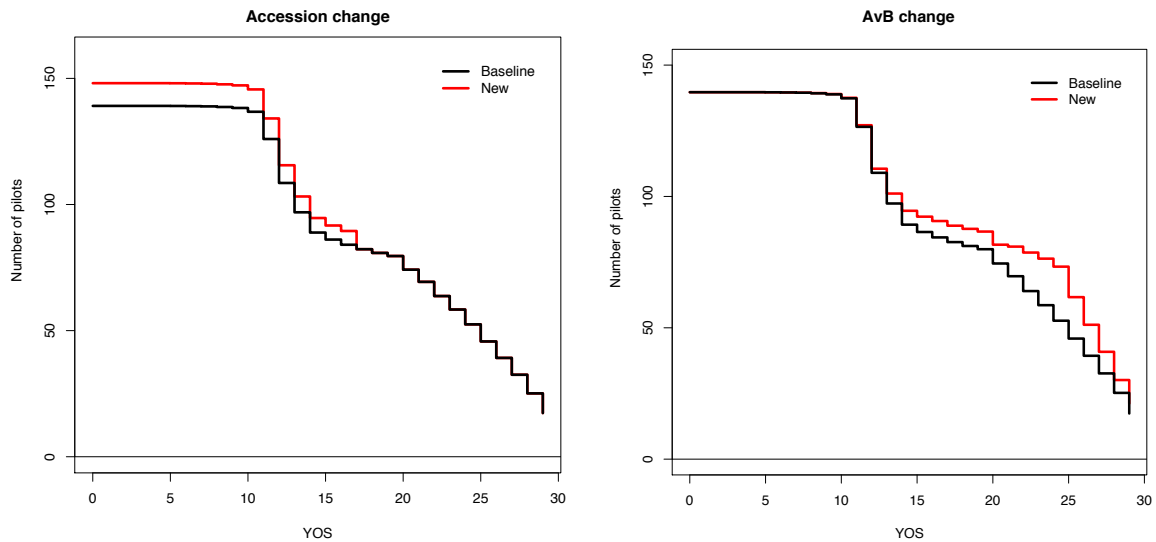 Accession change
Number of pilots
150
100
50
0
Baseline
New
0 5 10 15 20 25 30
YOS
AvB change
Number of pilots
150
100
50
0
Baseline
New
0 5 10 15 20 25 30
YOS